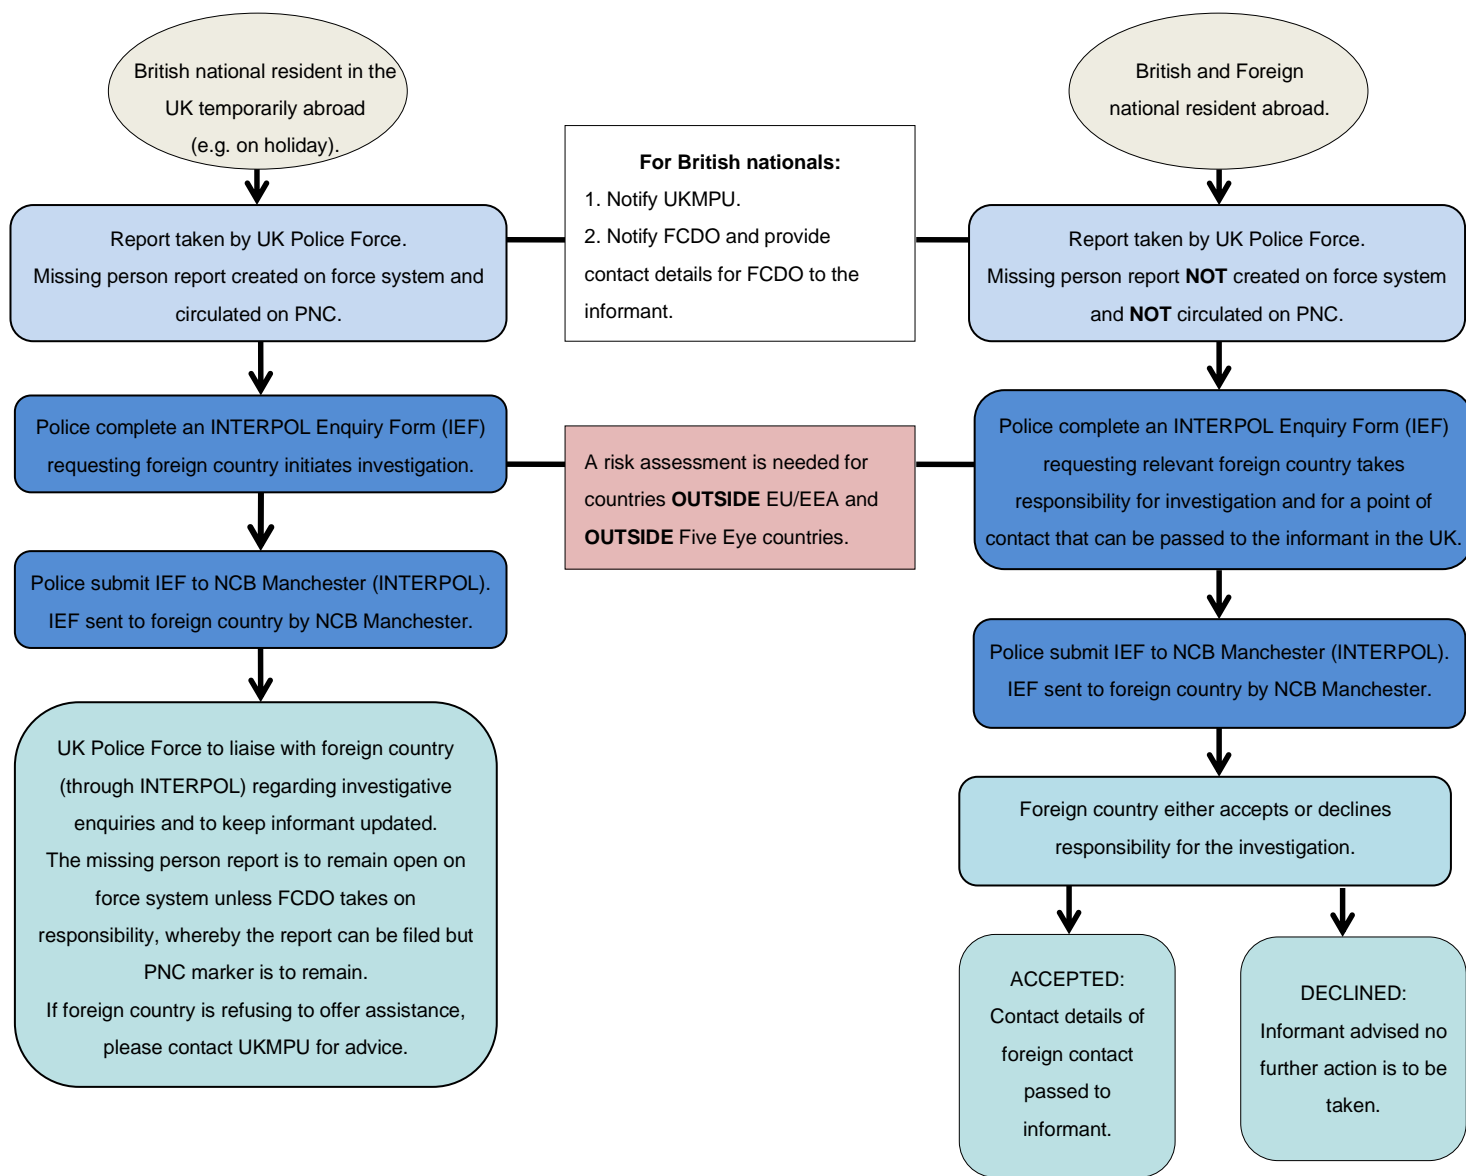 British national resident in the
UK temporarily abroad
(e.g. on holiday).
Report taken by UK Police Force.
Missing person report created on force system and
circulated on PNC.
Police complete an INTERPOL Enquiry Form (IEF)
requesting foreign country initiates investigation.
Police submit IEF to NCB Manchester (INTERPOL).
IEF sent to foreign country by NCB Manchester.
UK Police Force to liaise with foreign country
(through INTERPOL) regarding investigative
enquiries and to keep informant updated.
The missing person report is to remain open on
force system unless FCDO takes on
responsibility, whereby the report can be filed but
PNC marker is to remain.
If foreign country is refusing to offer assistance,
please contact UKMPU for advice.
For British nationals:
1. Notify UKMPU.
2. Notify FCDO and provide
contact details for FCDO to the
informant.
A risk assessment is needed for
countries OUTSIDE EU/EEA and
OUTSIDE Five Eye countries.
British and Foreign
national resident abroad.
Report taken by UK Police Force.
Missing person report NOT created on force system
and NOT circulated on PNC.
Police complete an INTERPOL Enquiry Form (IEF)
requesting relevant foreign country takes
responsibility for investigation and for a point of
contact that can be passed to the informant in the UK.
Police submit IEF to NCB Manchester (INTERPOL).
IEF sent to foreign country by NCB Manchester.
Foreign country either accepts or declines
responsibility for the investigation.
ACCEPTED:
Contact details of
foreign contact
passed to
informant.
DECLINED:
Informant advised no
further action is to be
taken.